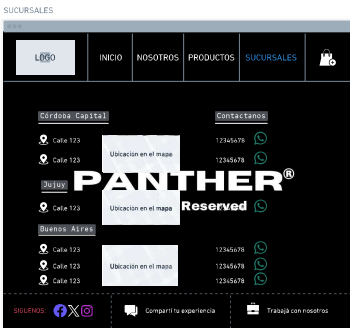 SUCURSALES
LOGO
INICIO
NOSOTROS
PRODUCTOS
SUCURSALES
Córdoba Capital
Contactanos
Calle 123
Ubicación en el mapa
12345678
Calle 123
12345678
PANTHER®
Jujuy
Reserved
Calle 123
Ubicación en el mapa
Buenos Aires
Calle 123
12345678
Calle 123
Ubicación en el mapa
12345678
Calle 123
12345678
SIGUENOS:
Compartí tu experiencia
Trabajá con nosotros